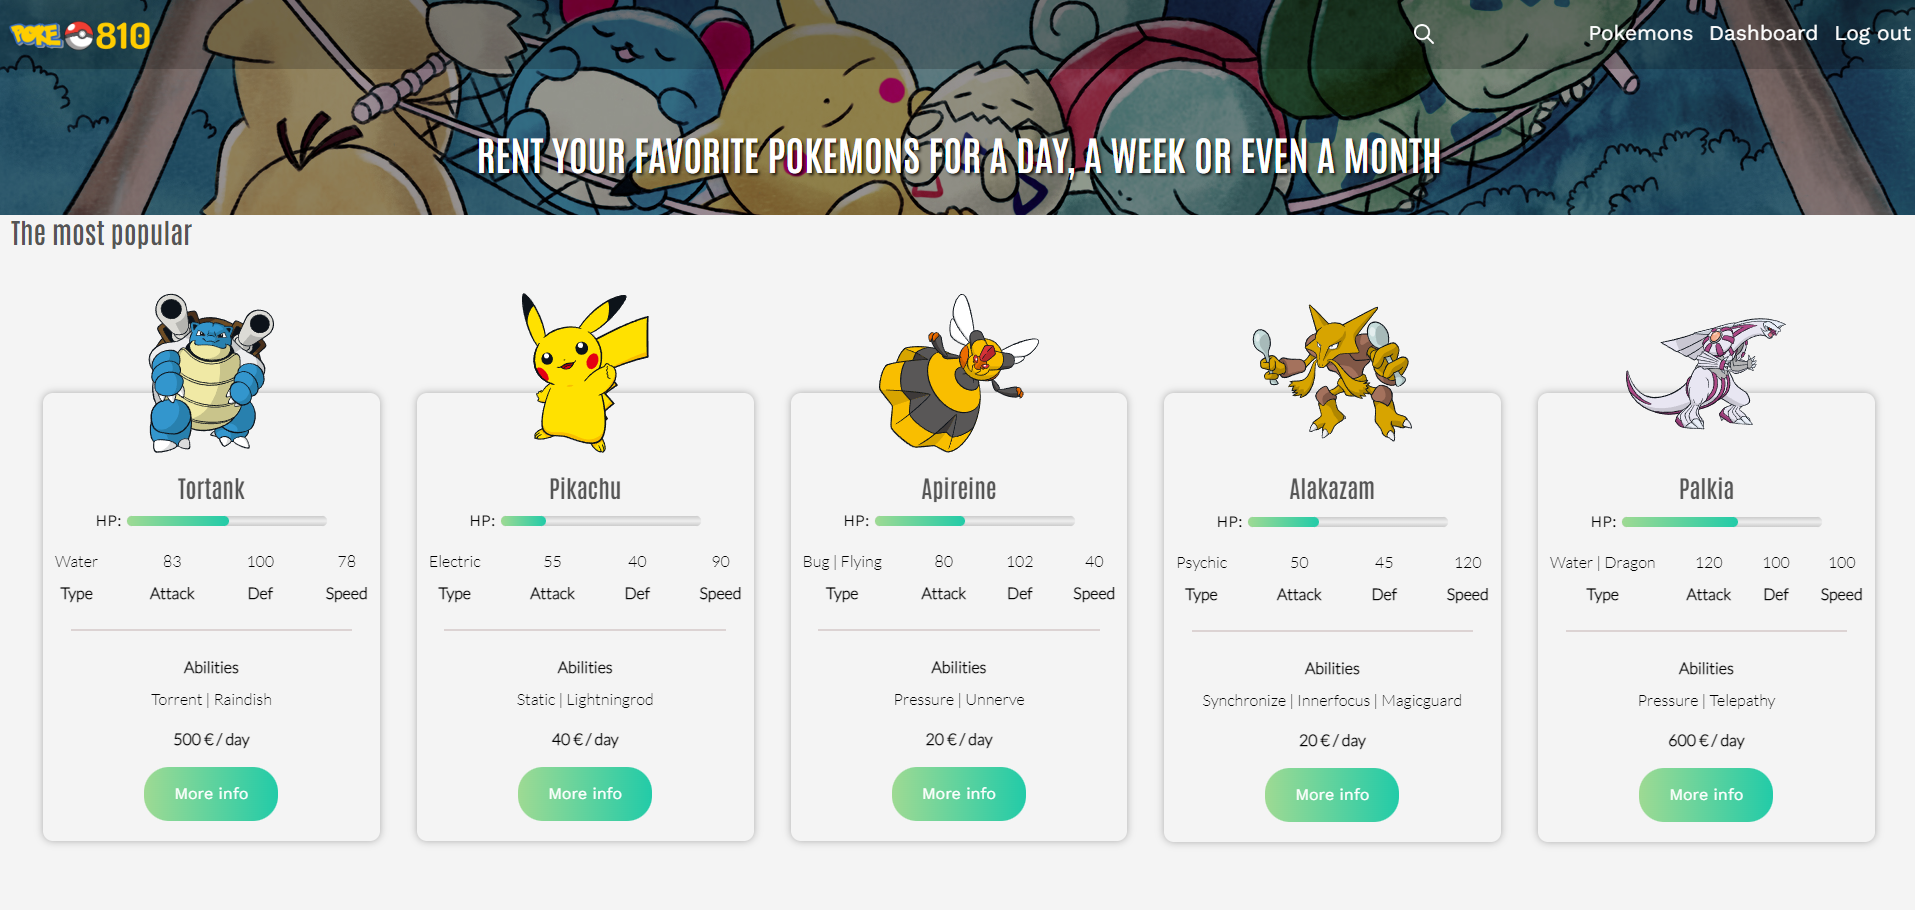 POKE 810
Pokemons Dashboard Log out
RENT YOUR FAVORITE POKEMONS FOR A DAY, A WEEK OR EVEN A MONTH
The most popular
Tortank
HP:
Water 83 100 78
Type Attack Def Speed
Abilities
Torrent | Raindish
500 € / day
More info
Pikachu
HP:
Electric 55 40 90
Type Attack Def Speed
Abilities
Static | Lightningrod
40 € / day
More info
Apireine
HP:
Bug | Flying 80 102 40
Type Attack Def Speed
Abilities
Pressure | Unnerve
20 € / day
More info
Alakazam
HP:
Psychic 50 45 120
Type Attack Def Speed
Abilities
Synchronize | Innerfocus | Magicguard
20 € / day
More info
Palkia
HP:
Water | Dragon 120 100 100
Type Attack Def Speed
Abilities
Pressure | Telepathy
600 € / day
More info